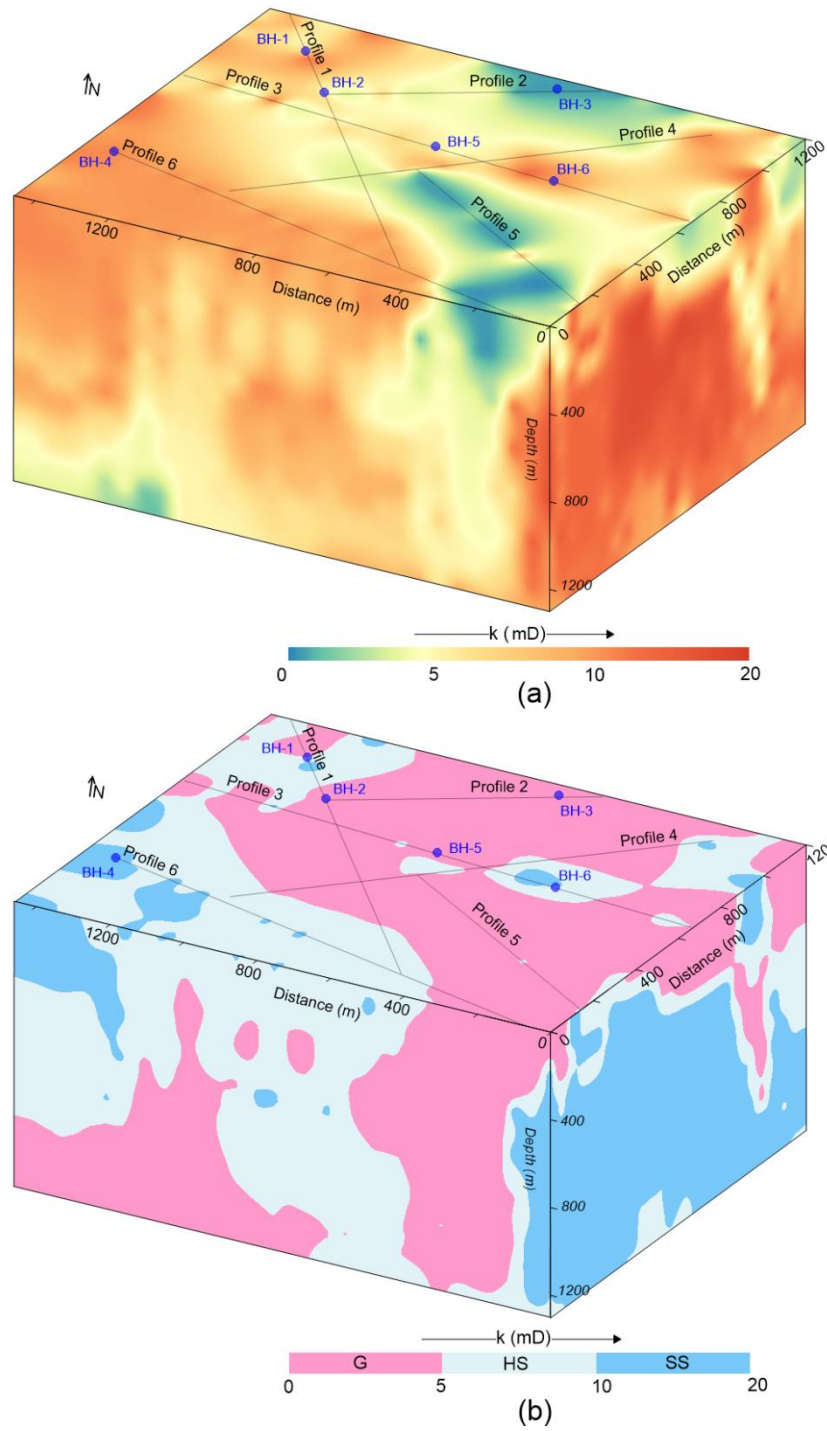 BH-1
Profile 1
Profile 2
Profile 3
BH-2
BH-3
N
Profile 4
BH-5
BH-4
Profile 6
BH-6
Profile 5
1200
1200
800
800
Distance (m)
400
Distance (m)
400
0
0
400
Depth (m)
800
1200
k (mD)
0
5
10
20
(a)
BH-1
Profile 1
Profile 2
Profile 3
BH-2
BH-3
N
Profile 4
BH-5
BH-4
Profile 6
BH-6
Profile 5
120
1200
800
800
Distance (m)
400
Distance (m)
400
0
0
400
Depth (m)
800
1200
k (mD)
G
HS
SS
0
5
10
20
(b)